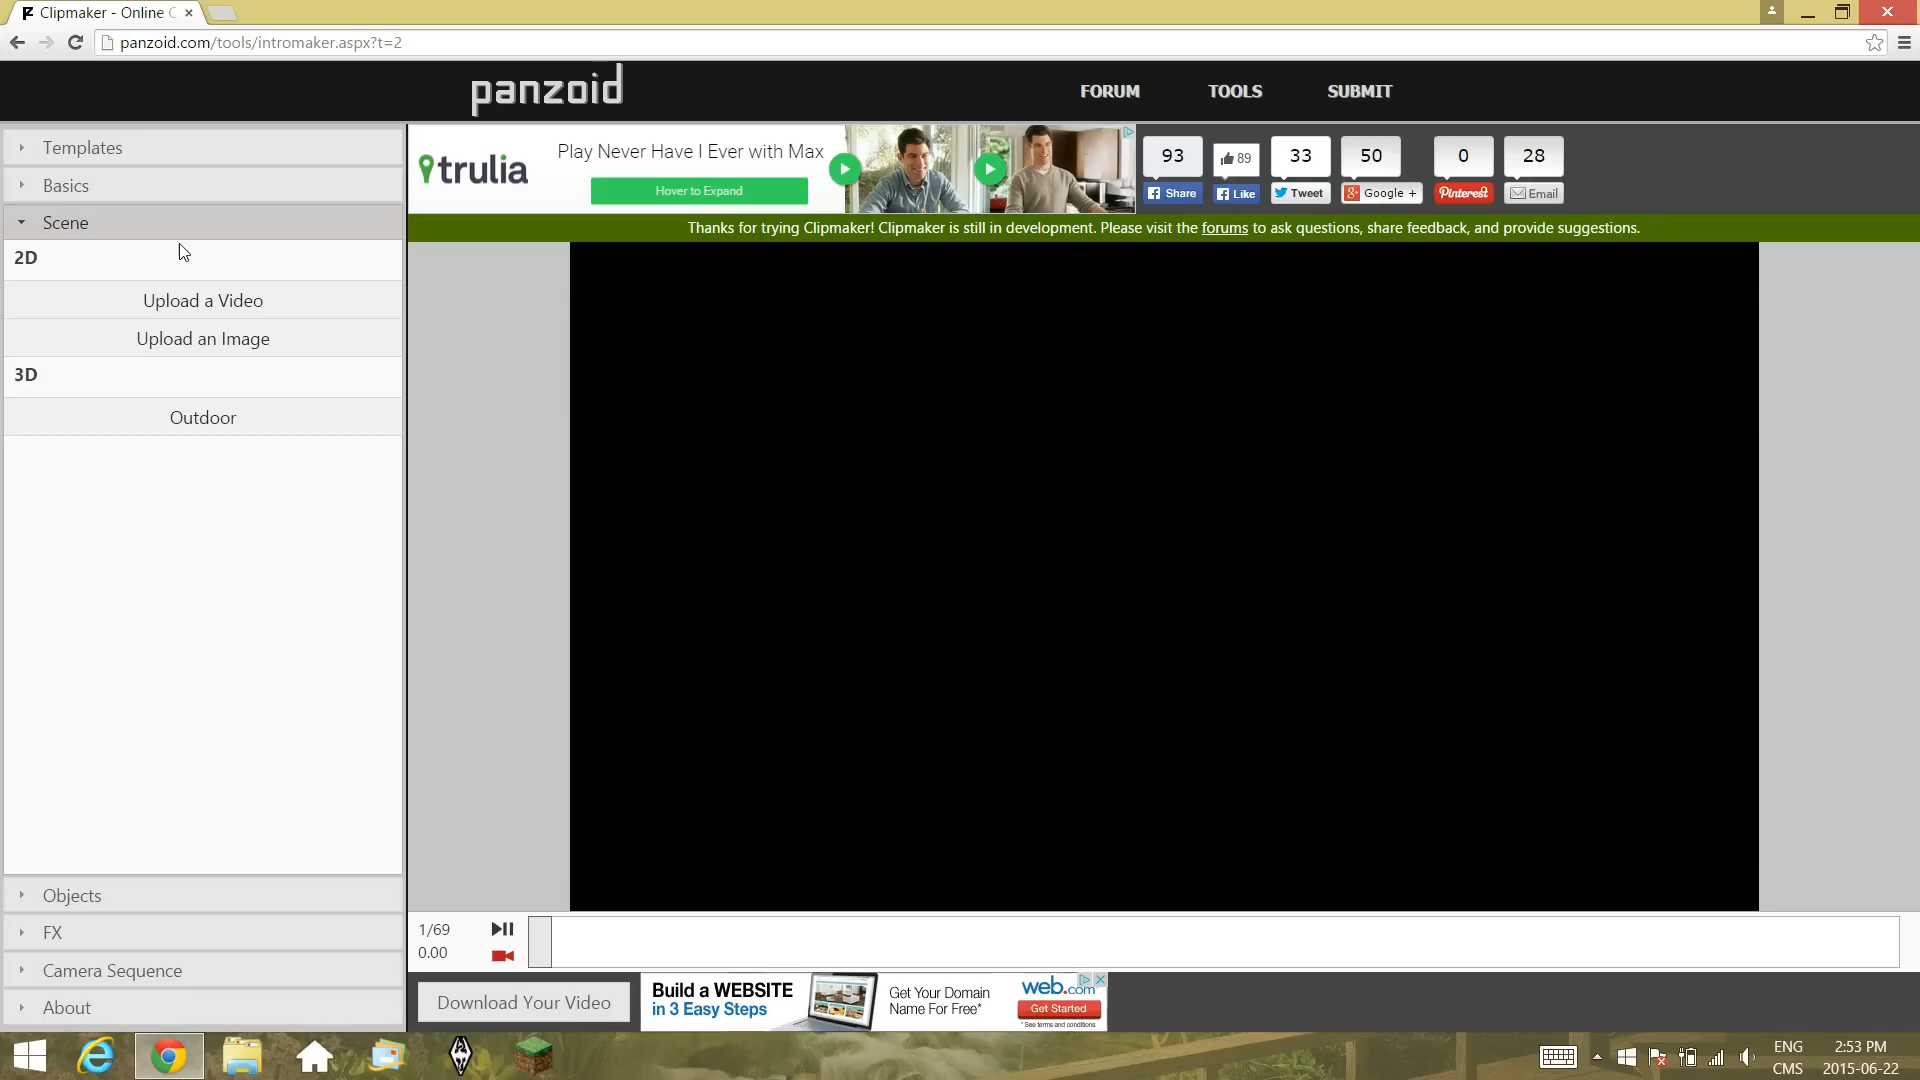 Clipmaker - Online C
panzoid.com/tools/intromaker.aspx?t=2
panzoid
FORUM TOOLS SUBMIT
Templates
Basics
Scene
2D
Upload a Video
Upload an Image
3D
Outdoor
Objects
FX
Camera Sequence
About
trulia
Play Never Have I Ever with Max
Hover to Expand
93 89 33 50 0 28
Share Like Tweet Google + Pinterest Email
Thanks for trying Clipmaker! Clipmaker is still in development. Please visit the forums to ask questions, share feedback, and provide suggestions.
1/69
0.00
Download Your Video
Build a WEBSITE
in 3 Easy Steps
Get Your Domain
Name For Free*
web.com
Get Started
* See terms and conditions
ENG 2:53 PM
CMS 2015-06-22